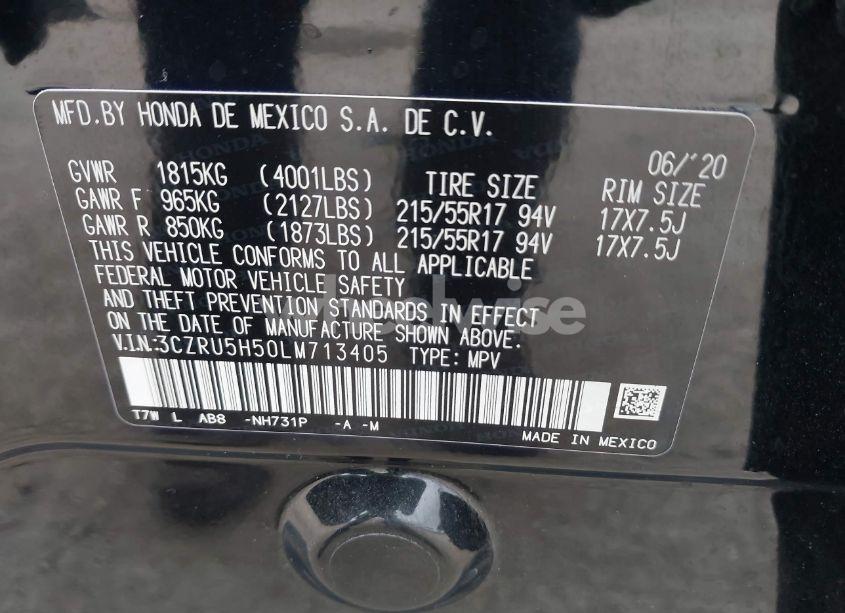 MFD.BY HONDA DE MEXICO S.A. DE C.V.
06/'20
GVWR 1815KG (4001LBS) TIRE SIZE RIM SIZE
GAWR F 965KG (2127LBS) 215/55R17 94V 17X7.5J
GAWR R 850KG (1873LBS) 215/55R17 94V 17X7.5J
THIS VEHICLE CONFORMS TO ALL APPLICABLE
FEDERAL MOTOR VEHICLE SAFETY
AND THEFT PREVENTION STANDARDS IN EFFECT
ON THE DATE OF MANUFACTURE SHOWN ABOVE.
V.IN:3CZRU5H50LM713405 TYPE: MPV
T7W L AB8 -NH731P -A -M
MADE IN MEXICO